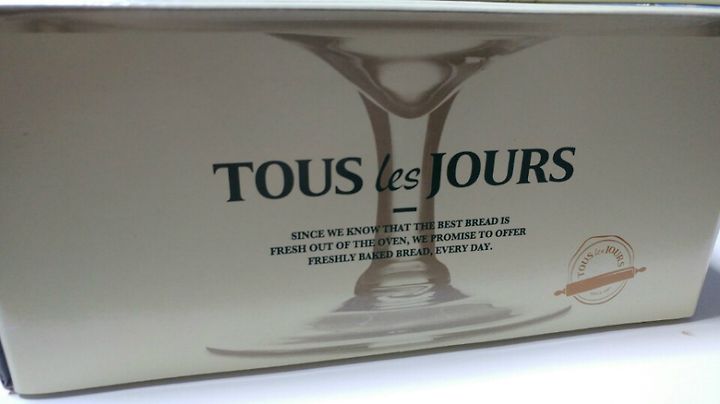 TOUS les JOURS
SINCE WE KNOW THAT THE BEST BREAD IS
FRESH OUT OF THE OVEN, WE PROMISE TO OFFER
FRESHLY BAKED BREAD, EVERY DAY.
TOUS les JOURS